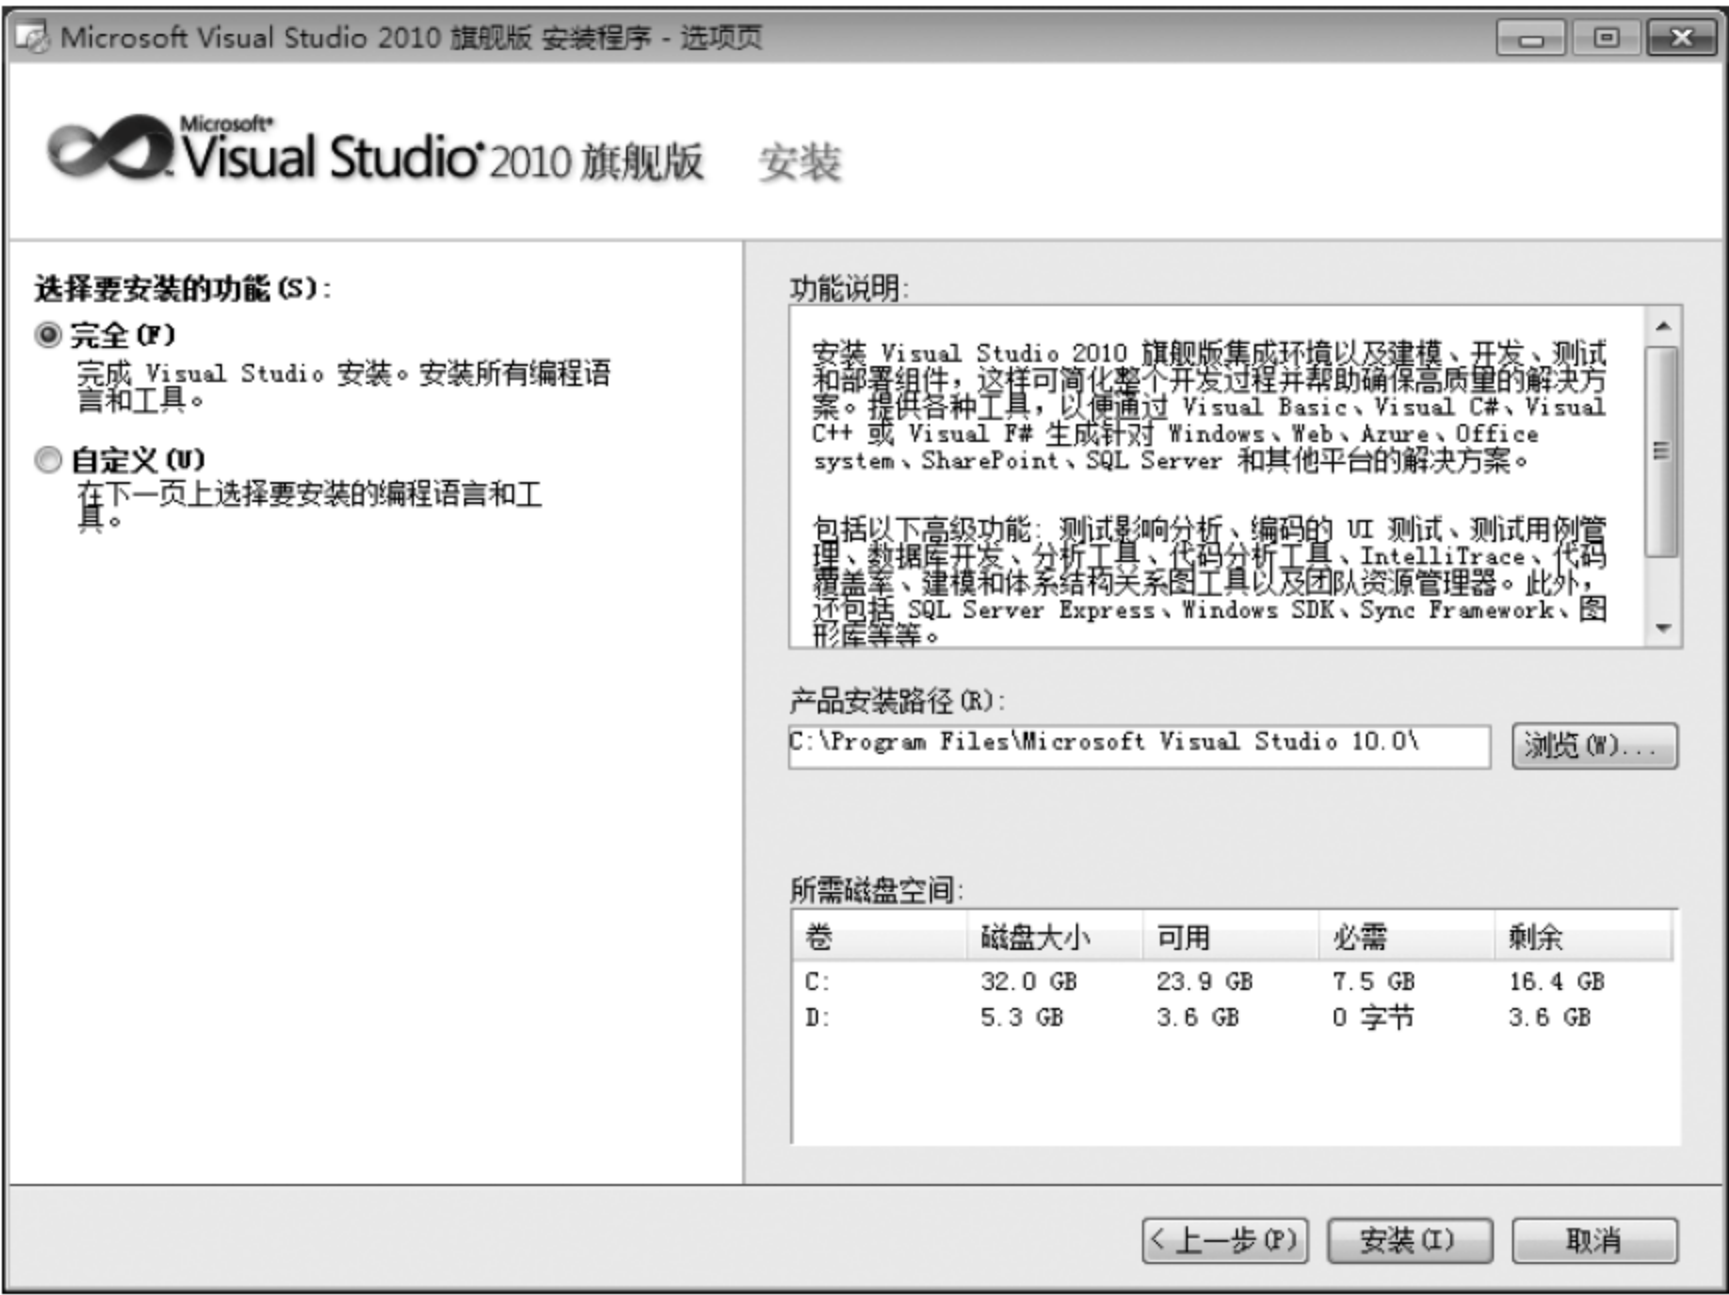 Microsoft Visual Studio 2010 旗舰版 安装程序 - 选项页
Microsoft®
Visual Studio® 2010 旗舰版 安装
选择要安装的功能(S):
完全(F)
完成 Visual Studio 安装。安装所有编程语
言和工具。
自定义(U)
在下一页上选择要安装的编程语言和工
具。
功能说明:
安装 Visual Studio 2010 旗舰版集成环境以及建模、开发、测试
和部署组件，这样可简化整个开发过程并帮助确保高质量的解决方
案。提供各种工具，以便通过 Visual Basic、Visual C#、Visual
C++ 或 Visual F# 生成针对 Windows、Web、Azure、Office
system、SharePoint、SQL Server 和其他平台的解决方案。
包括以下高级功能: 测试影响分析、编码的 UI 测试、测试用例管
理、数据库开发、分析工具、代码分析工具、IntelliTrace、代码
覆盖率、建模和体系结构关系图工具以及团队资源管理器。此外，
还包括 SQL Server Express、Windows SDK、Sync Framework、图
形库等等。
产品安装路径(R):
C:\Program Files\Microsoft Visual Studio 10.0\
浏览(W)...
所需磁盘空间:
卷 磁盘大小 可用 必需 剩余
C: 32.0 GB 23.9 GB 7.5 GB 16.4 GB
D: 5.3 GB 3.6 GB 0 字节 3.6 GB
< 上一步(P) 安装(I) 取消